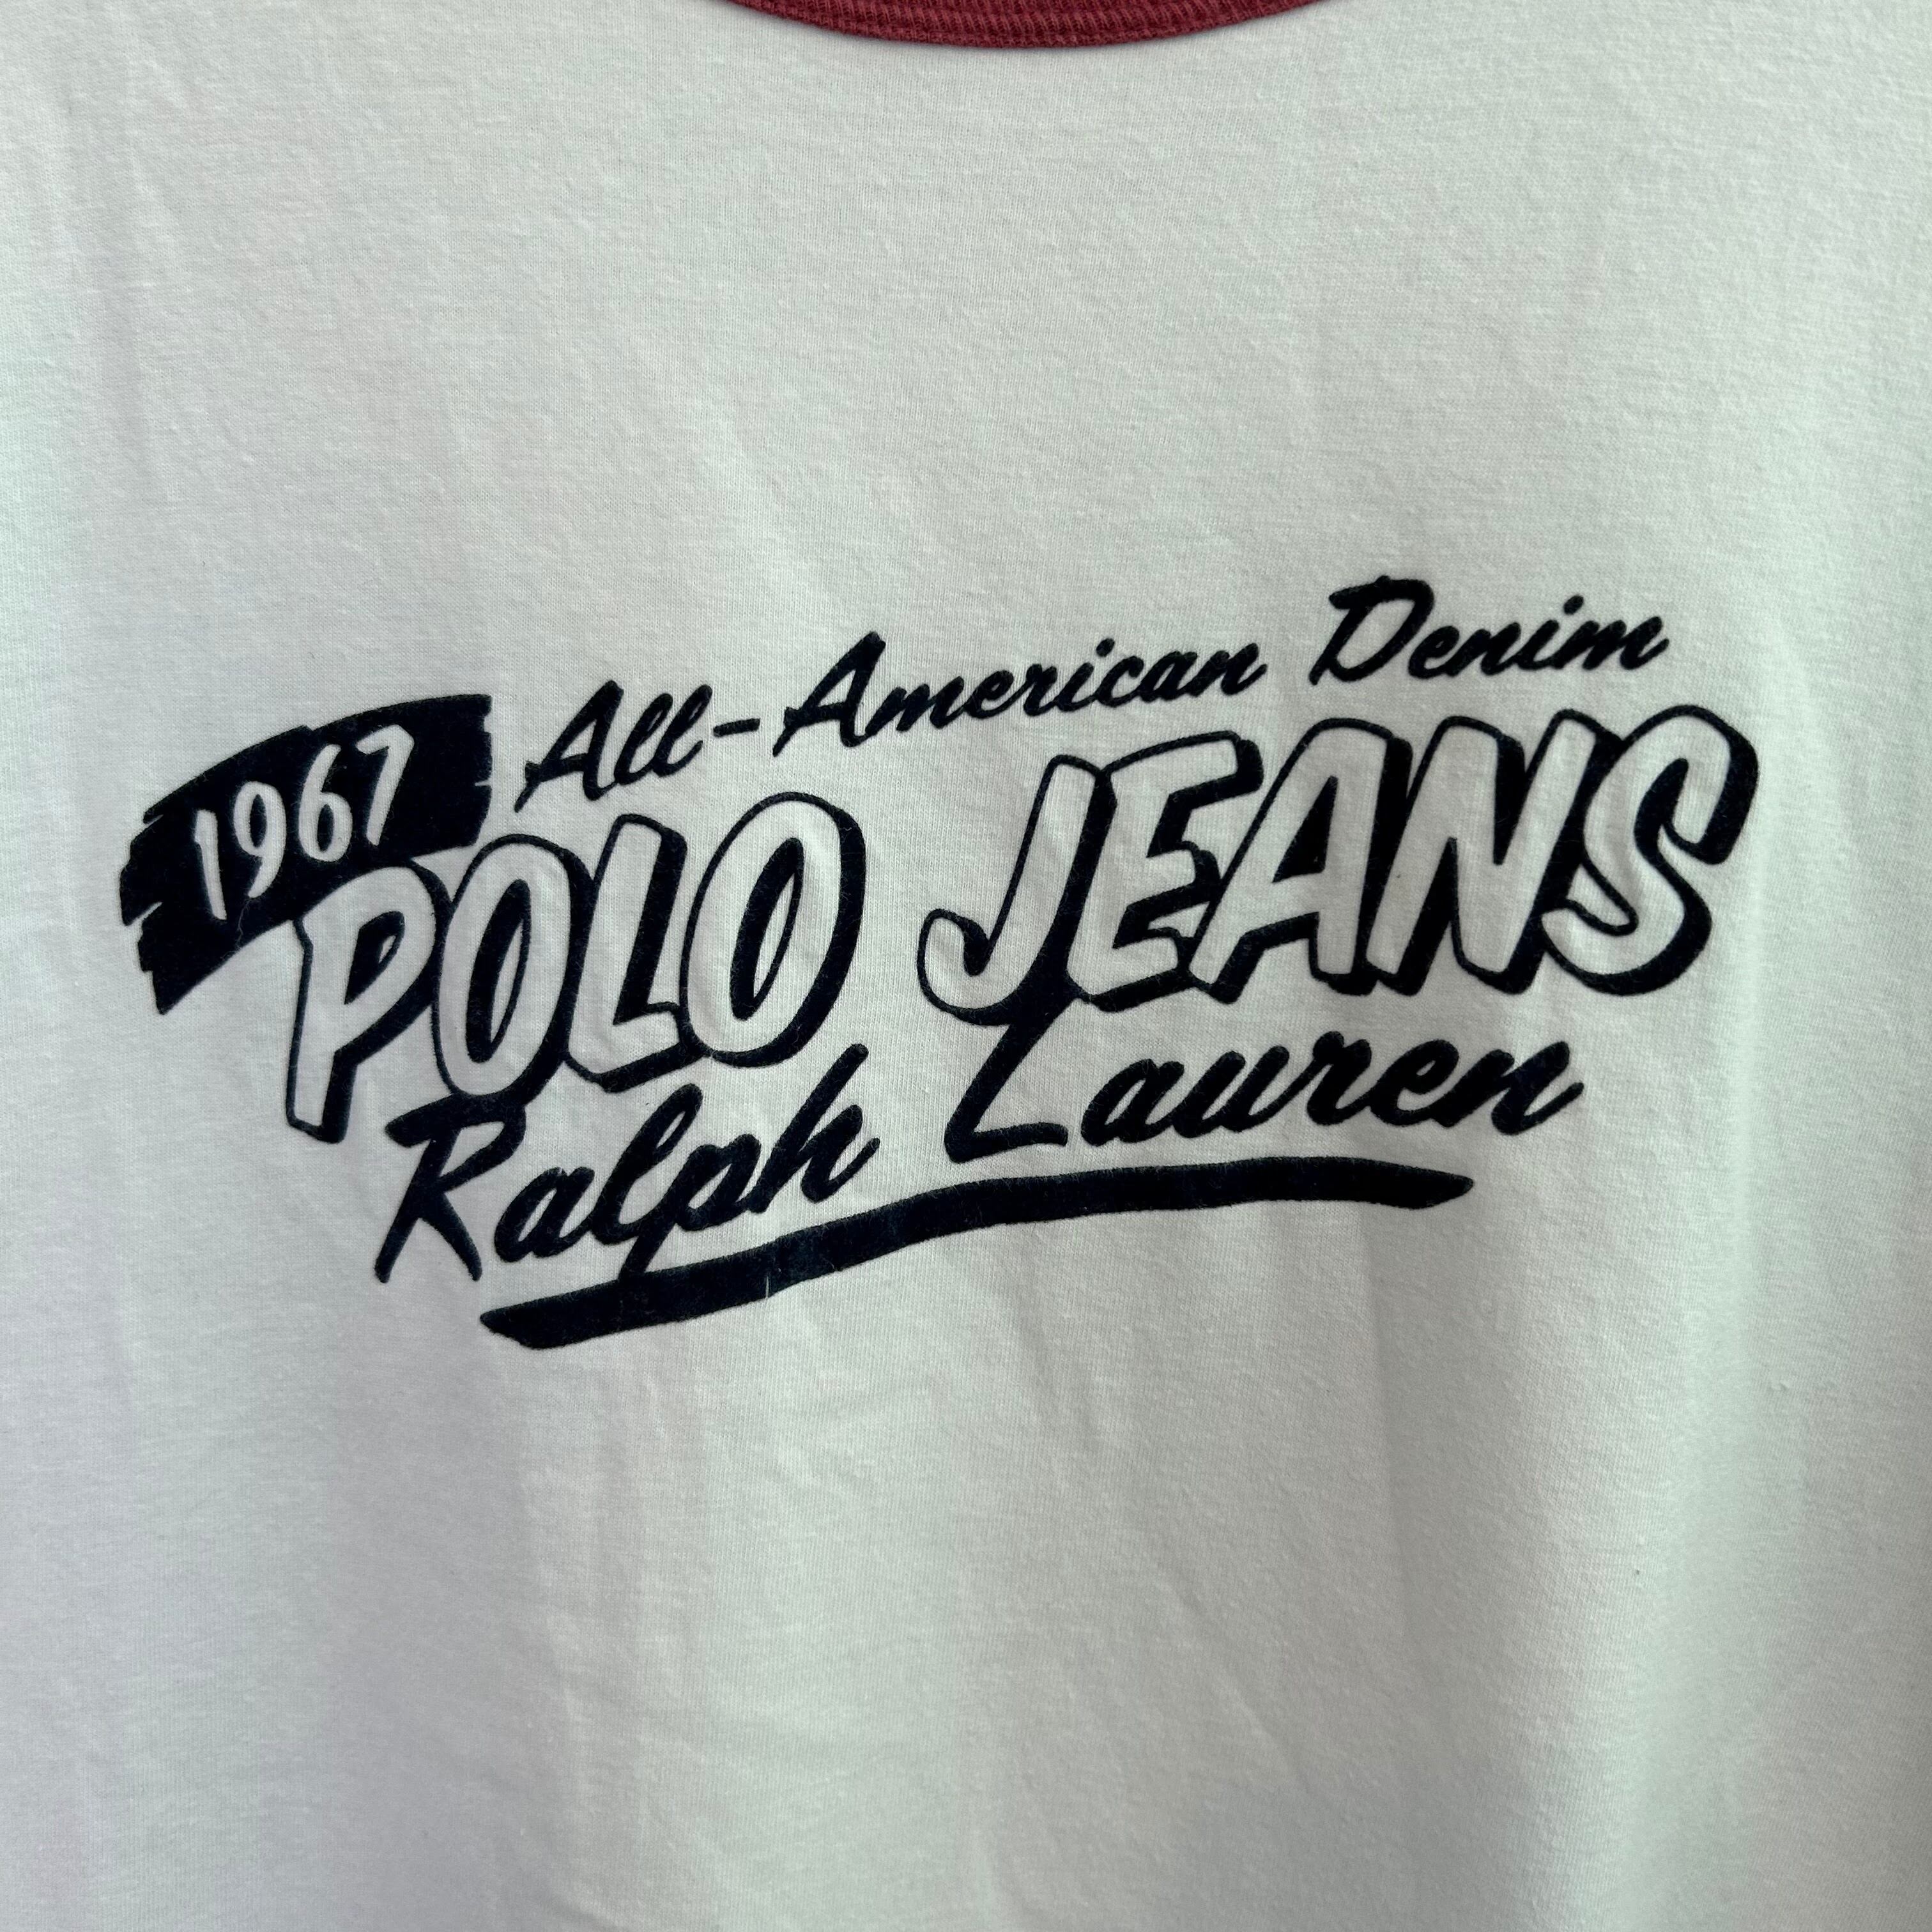 1967 All-American Denim
POLO JEANS
Ralph Lauren